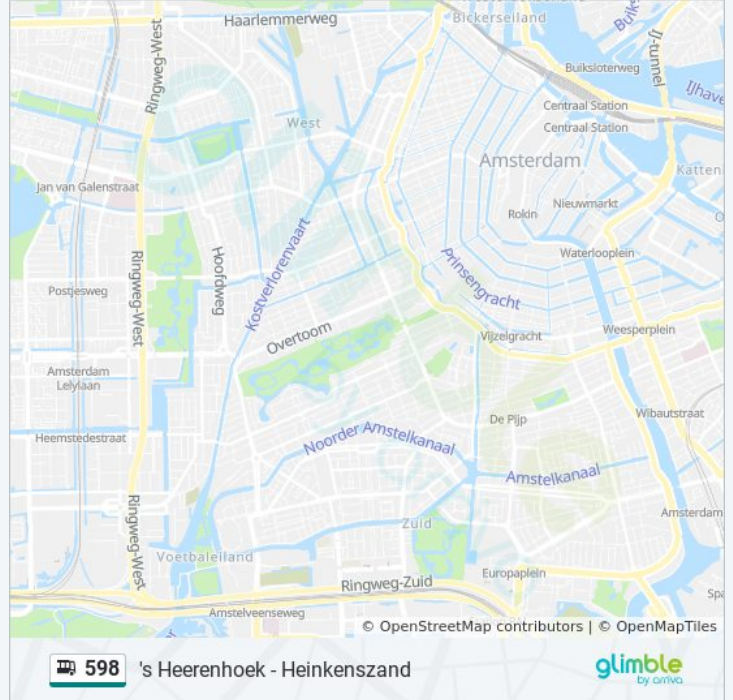 Haarlemmerweg
Bickerseiland
Buiks
IJ-tunnel
Ringweg-West
Buiksloterweg
IJhave
Centraal Station
Centraal Station
West
Amsterdam
Katten
Jan van Galenstraat
Nieuwmarkt
Rokin
O
Kostverlorenvaart
Hoofdweg
Prinsengracht
Waterlooplein
Ringweg-West
Postjesweg
Overtoom
Vijzelgracht
Weesperplein
Amsterdam
Lelylaan
De Pijp
Wibautstraat
Heemstedestraat
Noorder Amstelkanaal
Amstelkanaal
Ringweg-West
Amsterdam
Zuid
Voetbaleiland
Europaplein
Ringweg-Zuid
Spa
Amstelveenseweg
© OpenStreetMap contributors | © OpenMapTiles
598 's Heerenhoek - Heinkenszand
glimble
by arriva